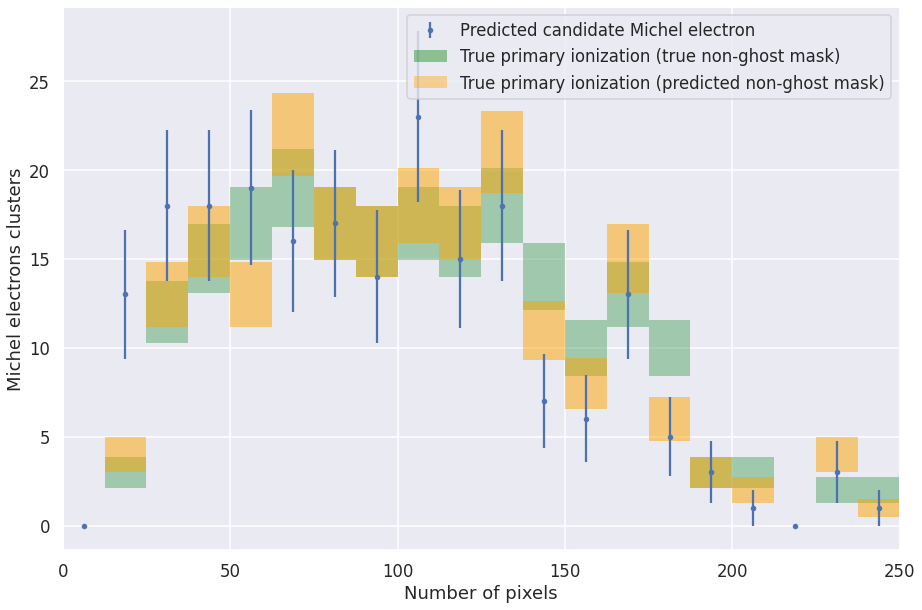 Predicted candidate Michel electron
True primary ionization (true non-ghost mask)
True primary ionization (predicted non-ghost mask)
Michel electrons clusters
25
20
15
10
5
0
0 50 100 150 200 250
Number of pixels